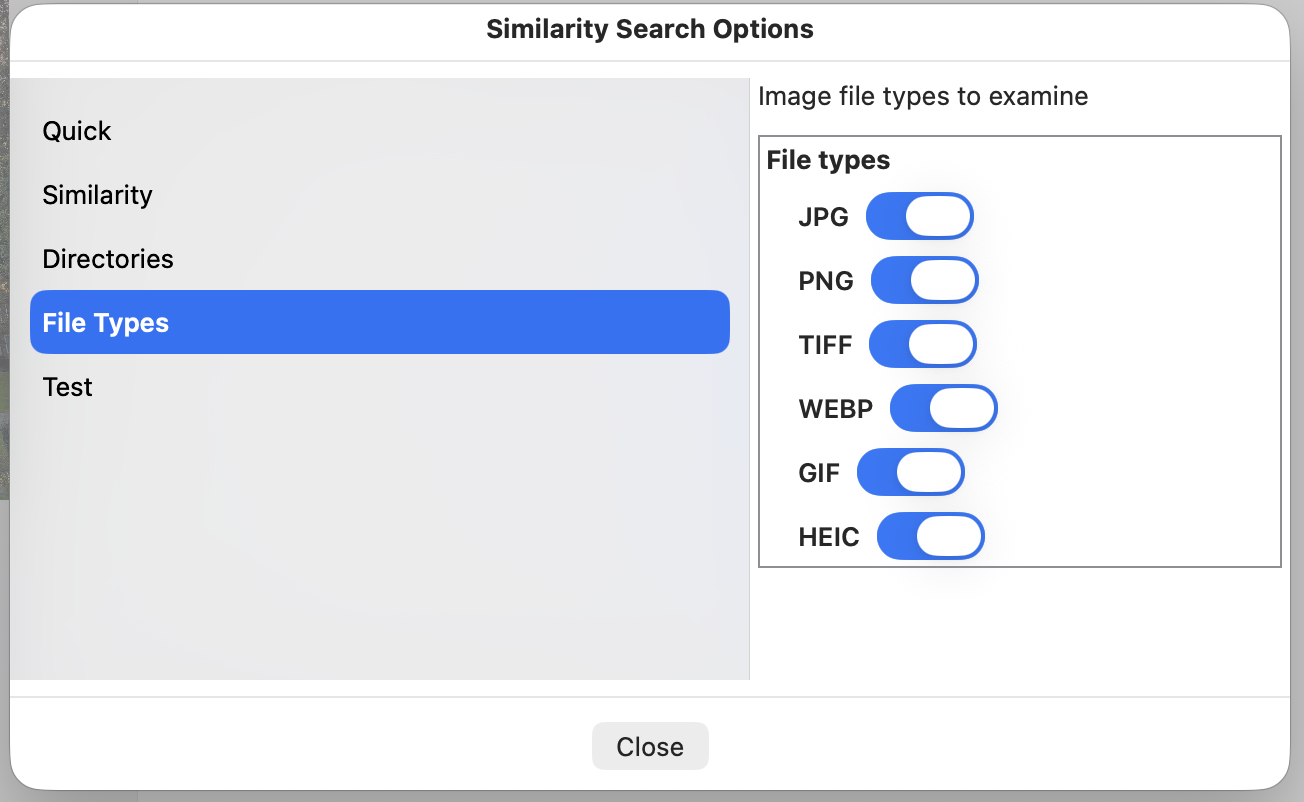 Similarity Search Options
Quick
Similarity
Directories
File Types
Test
Image file types to examine
File types
JPG
PNG
TIFF
WEBP
GIF
HEIC
Close